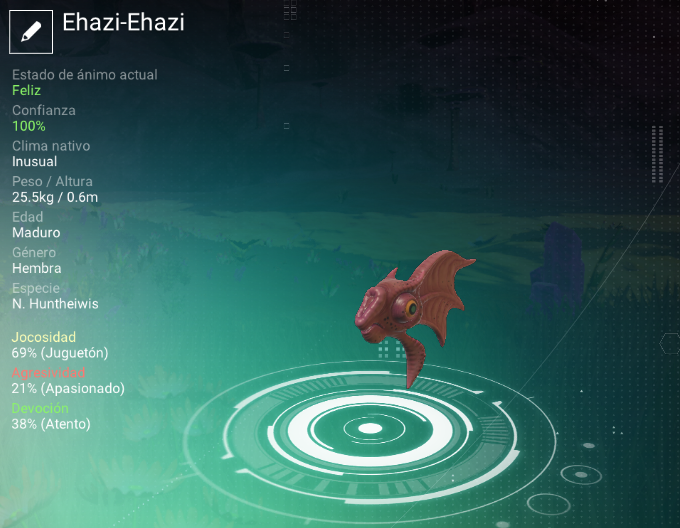 Ehazi-Ehazi
Estado de ánimo actual
Feliz
Confianza
100%
Clima nativo
Inusual
Peso / Altura
25.5kg / 0.6m
Edad
Maduro
Género
Hembra
Especie
N. Huntheiwis
Jocosidad
69% (Juguetón)
Agresividad
21% (Apasionado)
Devoción
38% (Atento)